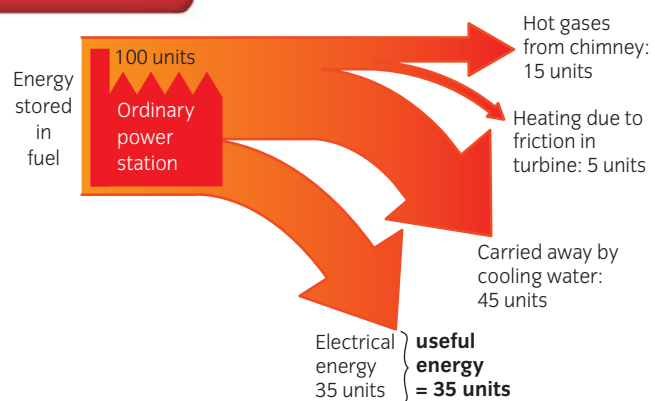 Energy
stored
in
fuel
100 units
Ordinary
power
station
Hot gases
from chimney:
15 units
Heating due to
friction in
turbine: 5 units
Carried away by
cooling water:
45 units
Electrical
energy
35 units
useful
energy
= 35 units